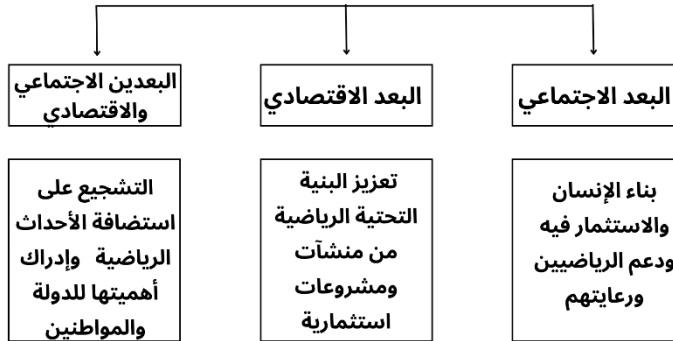 البعد الاجتماعي
بناء الإنسان
والاستثمار فيه
ودعم الرياضيين
ورعايتهم
البعد الاقتصادي
تعزيز البنية
التحتية الرياضية
من منشآت
ومشروعات
استثمارية
البعدين الاجتماعي
والاقتصادي
التشجيع على
استضافة الأحداث
الرياضية وإدراك
أهميتها للدولة
والمواطنين